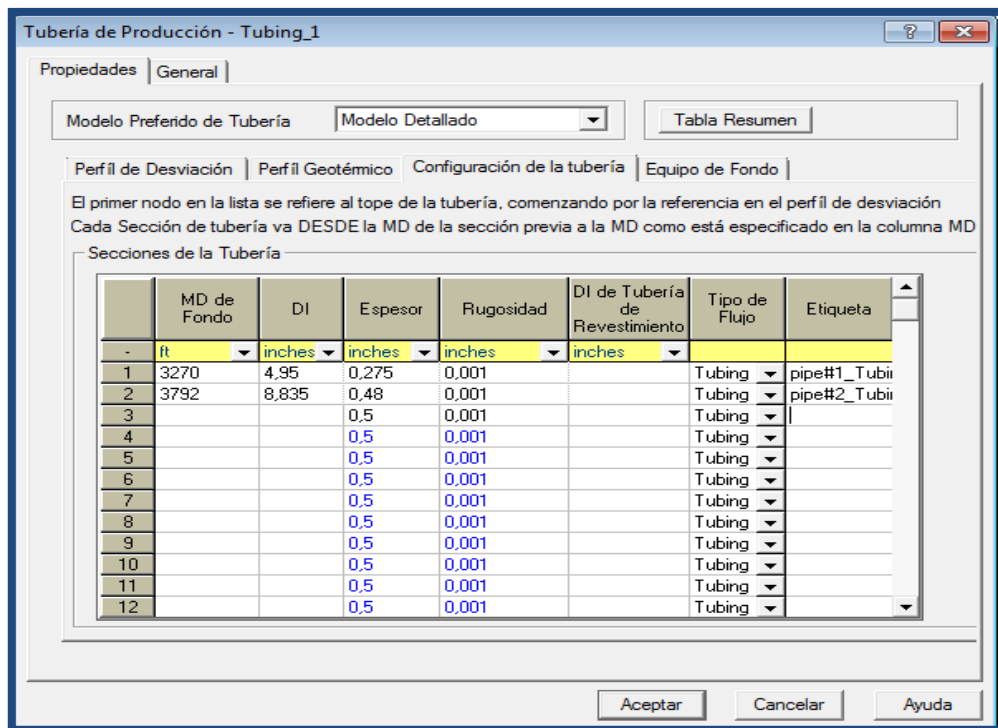 Tubería de Producción - Tubing_1
Propiedades
General
Modelo Preferido de Tubería
Modelo Detallado
Tabla Resumen
Perfíl de Desviación
Perfíl Geotérmico
Configuración de la tubería
Equipo de Fondo
El primer nodo en la lista se refiere al tope de la tubería, comenzando por la referencia en el perfíl de desviación
Cada Sección de tubería va DESDE la MD de la sección previa a la MD como está especificado en la columna MD
Secciones de la Tubería
MD de Fondo DI Espesor Rugosidad DI de Tubería de Revestimiento Tipo de Flujo Etiqueta
- ft inches inches inches inches
1 3270 4,95 0,275 0,001 Tubing pipe#1_Tubi
2 3792 8,835 0,48 0,001 Tubing pipe#2_Tubi
3 0,5 0,001 Tubing
4 0,5 0,001 Tubing
5 0,5 0,001 Tubing
6 0,5 0,001 Tubing
7 0,5 0,001 Tubing
8 0,5 0,001 Tubing
9 0,5 0,001 Tubing
10 0,5 0,001 Tubing
11 0,5 0,001 Tubing
12 0,5 0,001 Tubing
Aceptar
Cancelar
Ayuda